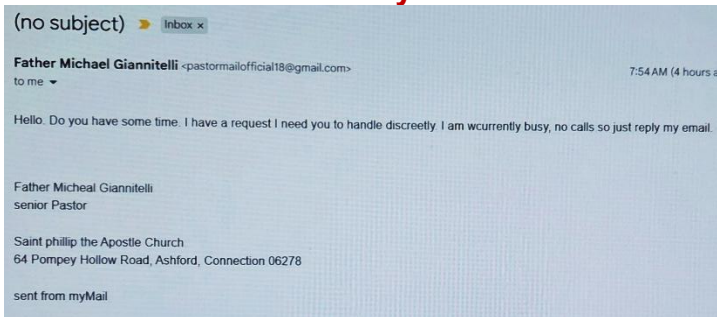 (no subject) Inbox x
Father Michael Giannitelli <pastormailofficial18@gmail.com> 7:54 AM (4 hours
to me
Hello. Do you have some time. I have a request I need you to handle discreetly. I am wcurrently busy, no calls so just reply my email.
Father Micheal Giannitelli
senior Pastor
Saint phillip the Apostle Church
64 Pompey Hollow Road, Ashford, Connection 06278
sent from myMail